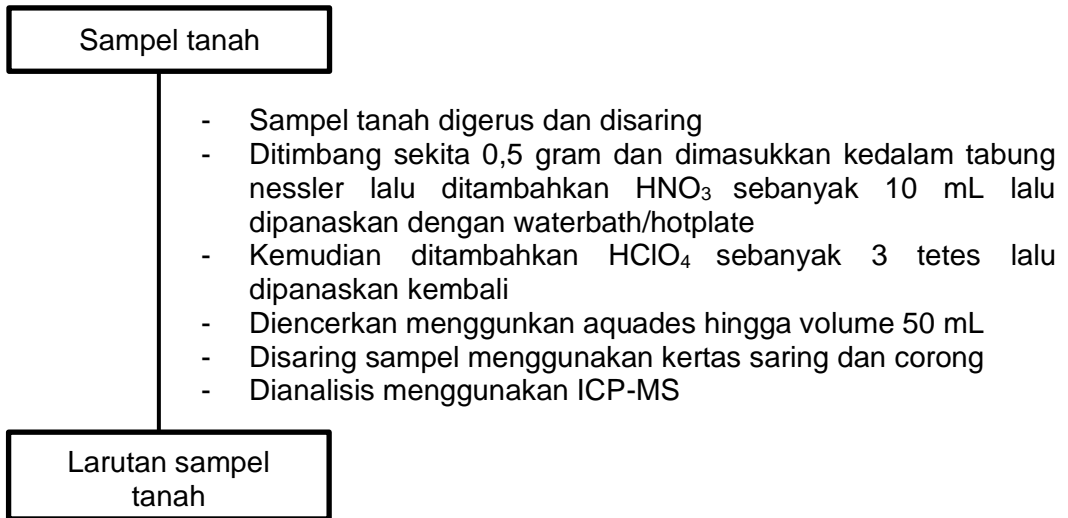 Sampel tanah
- Sampel tanah digerus dan disaring
- Ditimbang sekita 0,5 gram dan dimasukkan kedalam tabung
nessler lalu ditambahkan HNO₃ sebanyak 10 mL lalu
dipanaskan dengan waterbath/hotplate
- Kemudian ditambahkan HClO₄ sebanyak 3 tetes lalu
dipanaskan kembali
- Diencerkan menggunkan aquades hingga volume 50 mL
- Disaring sampel menggunakan kertas saring dan corong
- Dianalisis menggunakan ICP-MS
Larutan sampel
tanah